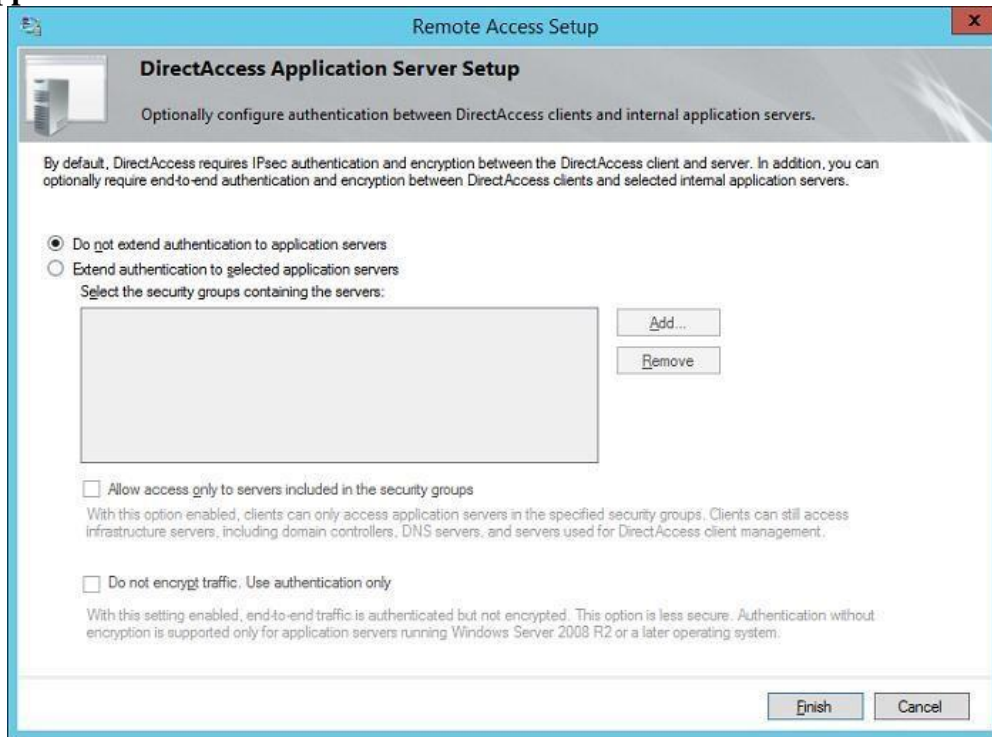 Remote Access Setup
x
DirectAccess Application Server Setup
Optionally configure authentication between DirectAccess clients and internal application servers.
By default, DirectAccess requires IPsec authentication and encryption between the DirectAccess client and server. In addition, you can
optionally require end-to-end authentication and encryption between DirectAccess clients and selected internal application servers.
Do not extend authentication to application servers
Extend authentication to selected application servers
Select the security groups containing the servers:
Add...
Remove
Allow access only to servers included in the security groups
With this option enabled, clients can only access application servers in the specified security groups. Clients can still access
infrastructure servers, including domain controllers, DNS servers, and servers used for DirectAccess client management.
Do not encrypt traffic. Use authentication only
With this setting enabled, end-to-end traffic is authenticated but not encrypted. This option is less secure. Authentication without
encryption is supported only for application servers running Windows Server 2008 R2 or a later operating system.
Finish
Cancel